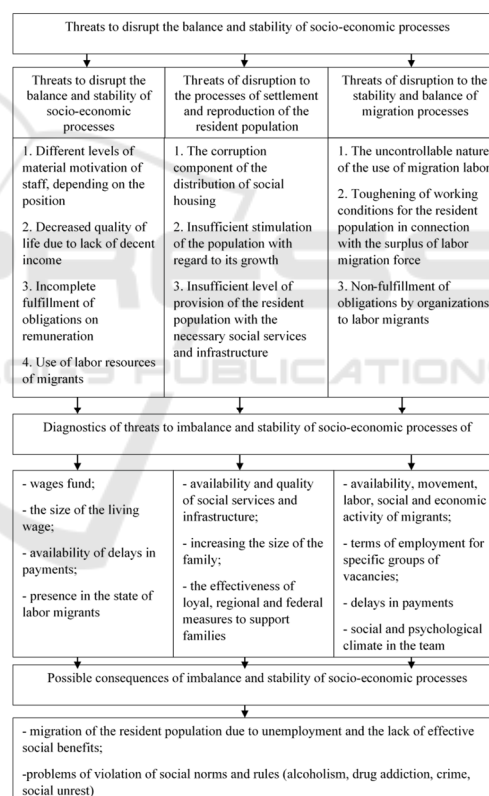 Threats to disrupt the balance and stability of socio-economic processes
Threats to disrupt the
balance and stability of
socio-economic
processes
Threats of disruption to
the processes of settlement
and reproduction of the
resident population
Threats of disruption to the
stability and balance of
migration processes
1. Different levels of
material motivation of
staff, depending on the
position
2. Decreased quality of
life due to lack of decent
income
3. Incomplete
fulfillment of
obligations on
remuneration
4. Use of labor resources
of migrants
1. The corruption
component of the
distribution of social
housing
2. Insufficient stimulation
of the population with
regard to its growth
3. Insufficient level of
provision of the resident
population with the
necessary social services
and infrastructure
1. The uncontrollable nature
of the use of migration labor
2. Toughening of working
conditions for the resident
population in connection
with the surplus of labor
migration force
3. Non-fulfillment of
obligations by organizations
to labor migrants
Diagnostics of threats to imbalance and stability of socio-economic processes of
- wages fund;
- the size of the living
wage;
- availability of delays in
payments;
- presence in the state of
labor migrants
- availability and quality
of social services and
infrastructure;
- increasing the size of the
family;
- the effectiveness of
loyal, regional and federal
measures to support
families
- availability, movement,
labor, social and economic
activity of migrants;
- terms of employment for
specific groups of
vacancies;
- delays in payments
- social and psychological
climate in the team
Possible consequences of imbalance and stability of socio-economic processes
- migration of the resident population due to unemployment and the lack of effective
social benefits;
-problems of violation of social norms and rules (alcoholism, drug addiction, crime,
social unrest)